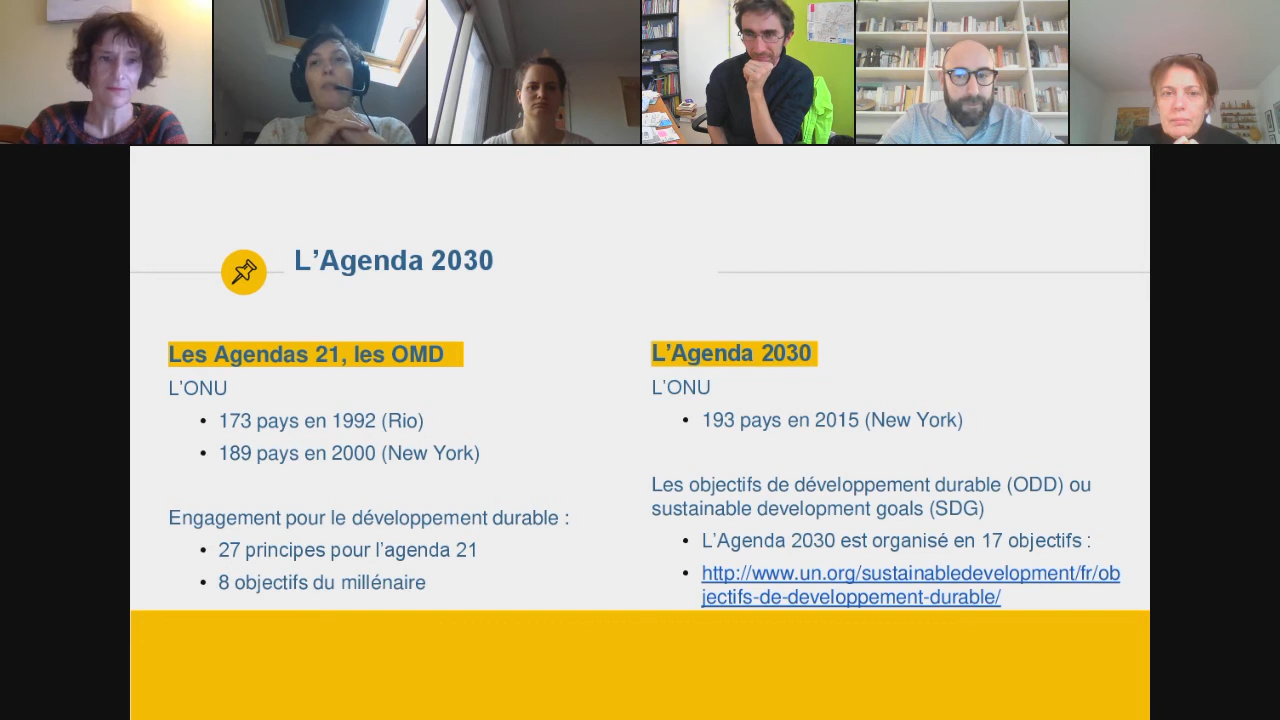 L'Agenda 2030
Les Agendas 21, les OMD
L'ONU
• 173 pays en 1992 (Rio)
• 189 pays en 2000 (New York)
Engagement pour le développement durable :
• 27 principes pour l'agenda 21
• 8 objectifs du millénaire
L'Agenda 2030
L'ONU
• 193 pays en 2015 (New York)
Les objectifs de développement durable (ODD) ou
sustainable development goals (SDG)
• L'Agenda 2030 est organisé en 17 objectifs :
• http://www.un.org/sustainabledevelopment/fr/ob
jectifs-de-developpement-durable/